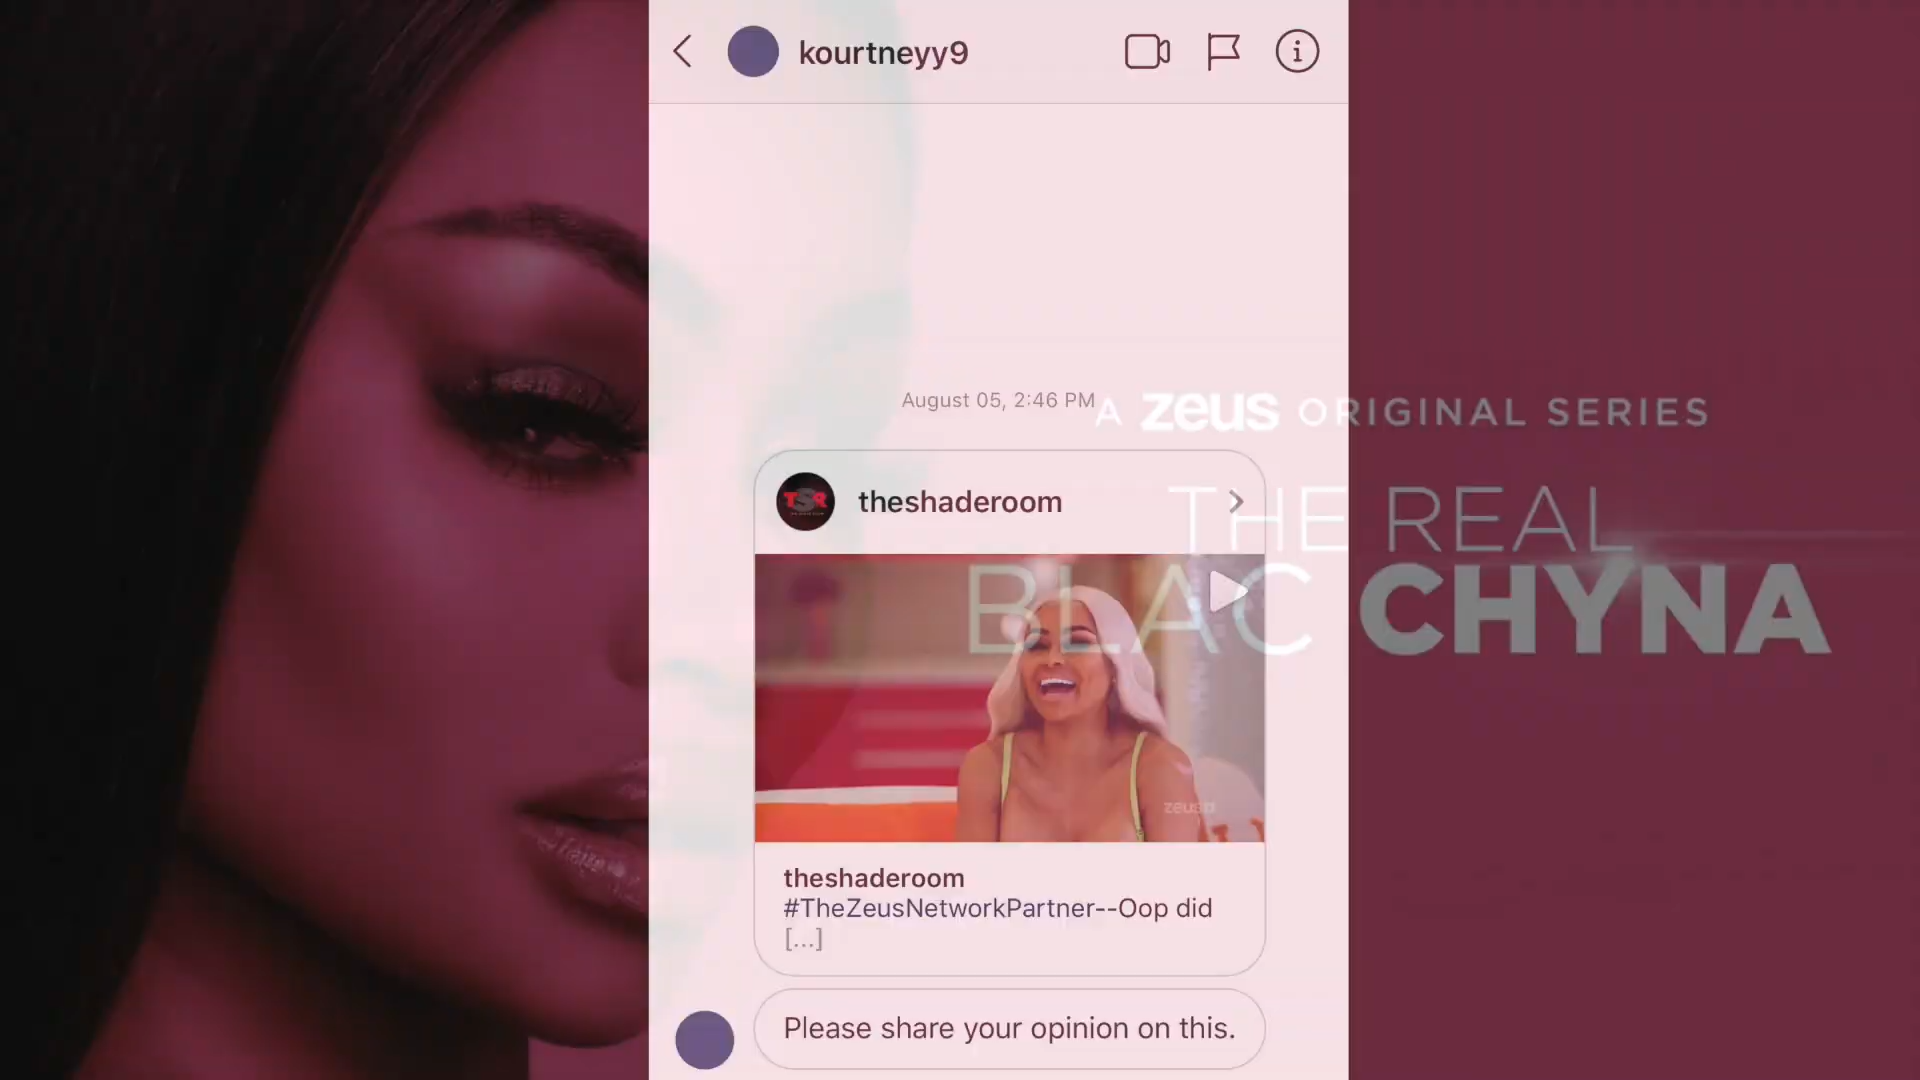 kourtneyy9
August 05, 2:46 PM
A zeus ORIGINAL SERIES
THE REAL
BLAC CHYNA
TSR
theshaderoom
zeus
theshaderoom
#TheZeusNetworkPartner--Oop did
[...]
Please share your opinion on this.